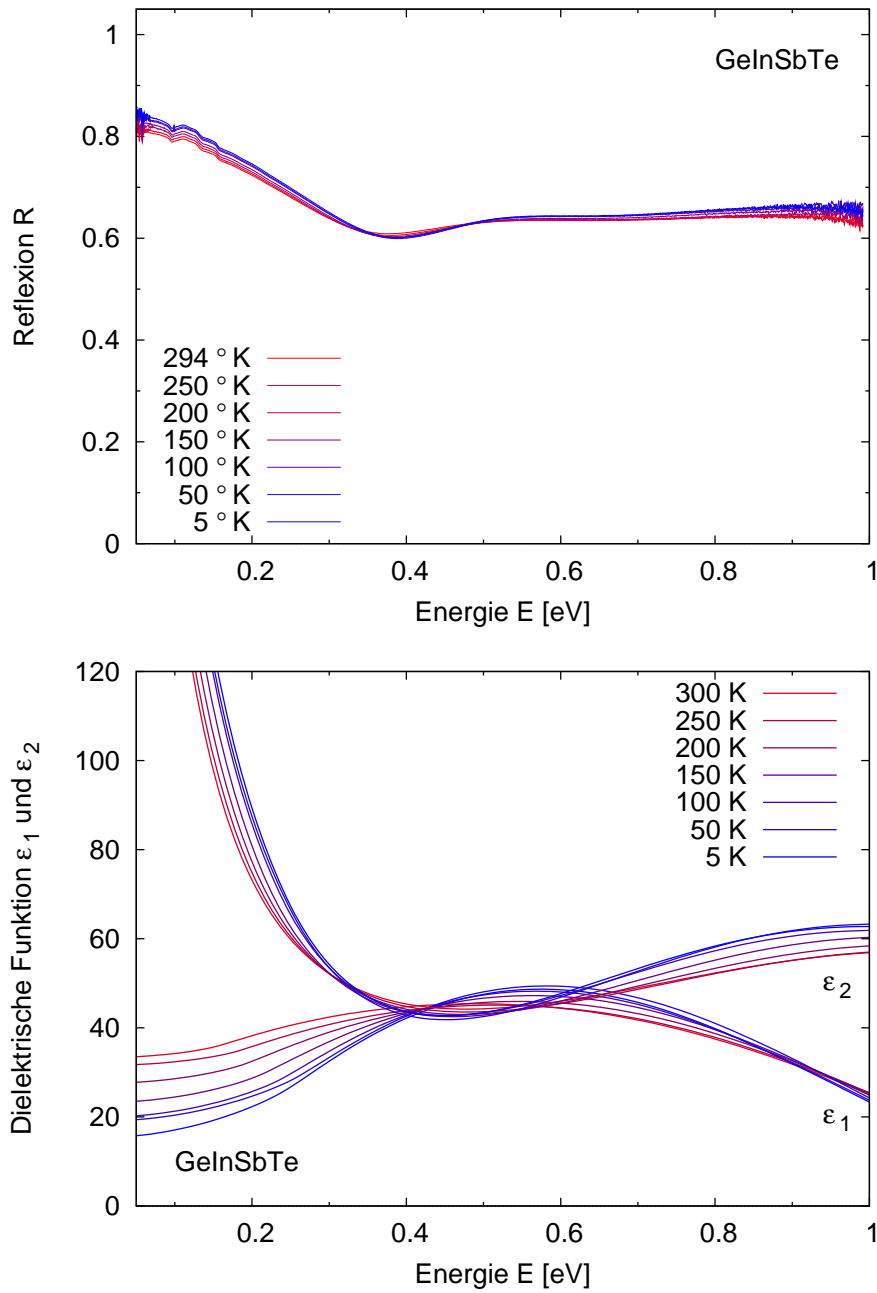 GeInSbTe
Reflexion R
1
0.8
0.6
0.4
0.2
0
294 ° K
250 ° K
200 ° K
150 ° K
100 ° K
50 ° K
5 ° K
0.2 0.4 0.6 0.8 1
Energie E [eV]
Dielektrische Funktion ε1 und ε2
120
100
80
60
40
20
0
300 K
250 K
200 K
150 K
100 K
50 K
5 K
ε2
ε1
GeInSbTe
0.2 0.4 0.6 0.8 1
Energie E [eV]